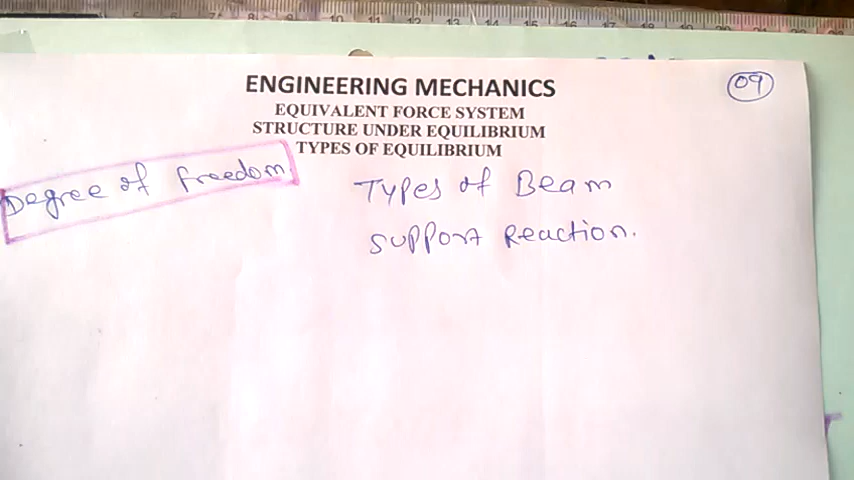 ENGINEERING MECHANICS
09
EQUIVALENT FORCE SYSTEM
STRUCTURE UNDER EQUILIBRIUM
TYPES OF EQUILIBRIUM
Degree of freedom.
Types of Beam
support Reaction.